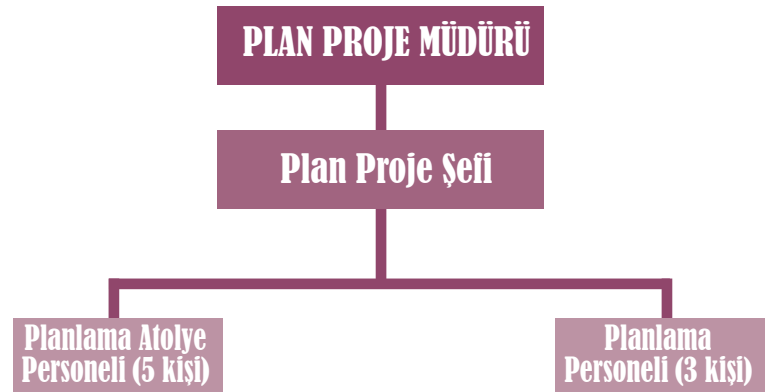 PLAN PROJE MÜDÜRÜ
Plan Proje Şefi
Planlama Atolye
Personeli (5 kişi)
Planlama
Personeli (3 kişi)